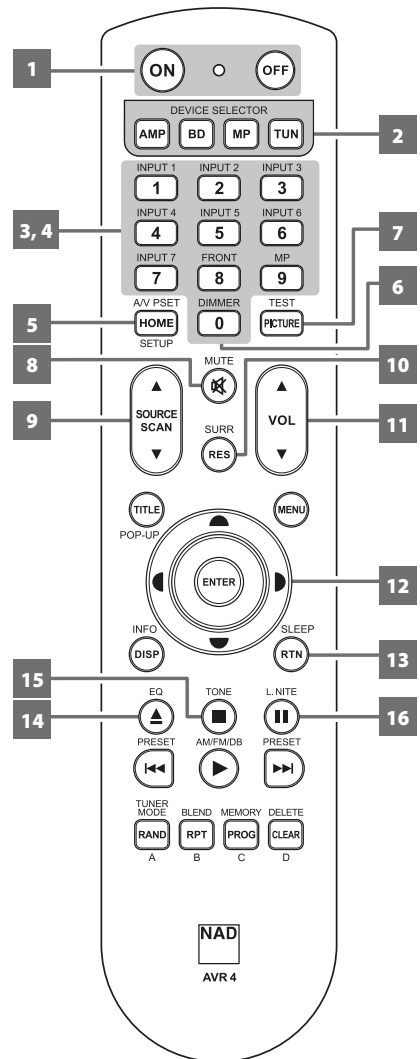 1
ON
OFF
DEVICE SELECTOR
AMP BD MP TUN
2
INPUT 1 INPUT 2 INPUT 3
1 2 3
3, 4
INPUT 4 INPUT 5 INPUT 6
4 5 6
7
INPUT 7 FRONT MP
7 8 9
6
A/V PSET DIMMER TEST
5
HOME 0 PICTURE
SETUP
10
8
MUTE
9
SOURCE SCAN
VOL
11
SURR
RES
TITLE
MENU
POP-UP
ENTER
12
INFO SLEEP
DISP RTN
13
15
EQ TONE L. NITE
14
16
PRESET AM/FM/DB PRESET
TUNER MODE BLEND MEMORY DELETE
RAND RPT PROG CLEAR
A B C D
NAD
AVR 4